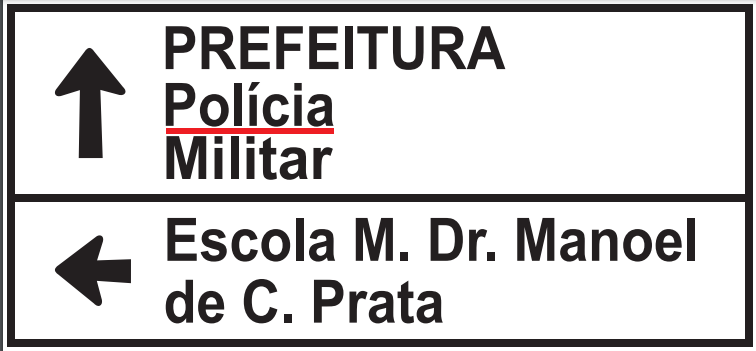 PREFEITURA
Polícia
Militar
Escola M. Dr. Manoel
de C. Prata